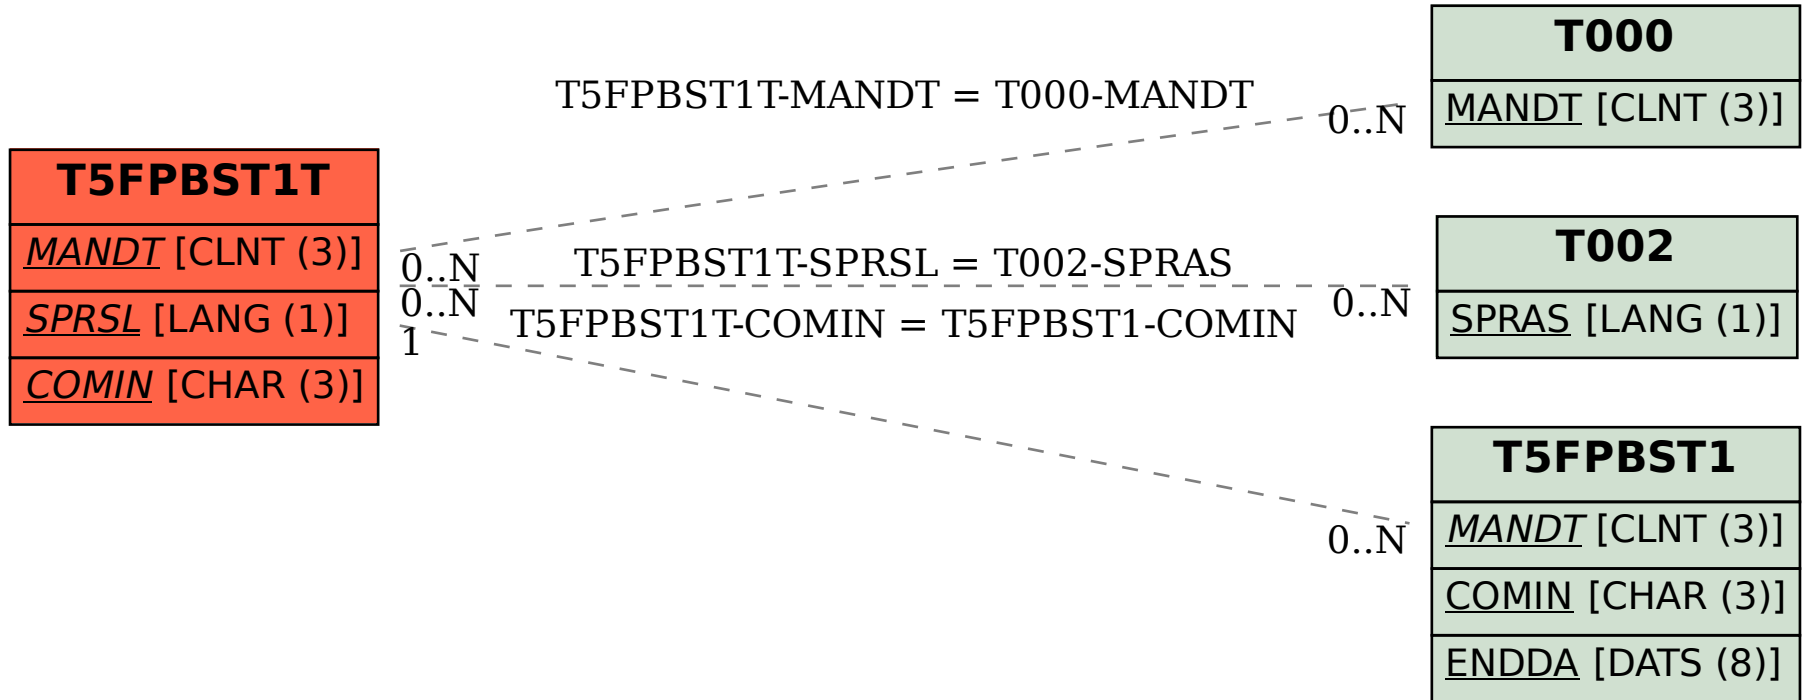 T5FPBST1T
MANDT [CLNT (3)]
SPRSL [LANG (1)]
COMIN [CHAR (3)]
T5FPBST1T-MANDT = T000-MANDT
0..N
0..N
T5FPBST1T-SPRSL = T002-SPRAS
0..N
0..N
T5FPBST1T-COMIN = T5FPBST1-COMIN
1
0..N
T000
MANDT [CLNT (3)]
T002
SPRAS [LANG (1)]
T5FPBST1
MANDT [CLNT (3)]
COMIN [CHAR (3)]
ENDDA [DATS (8)]